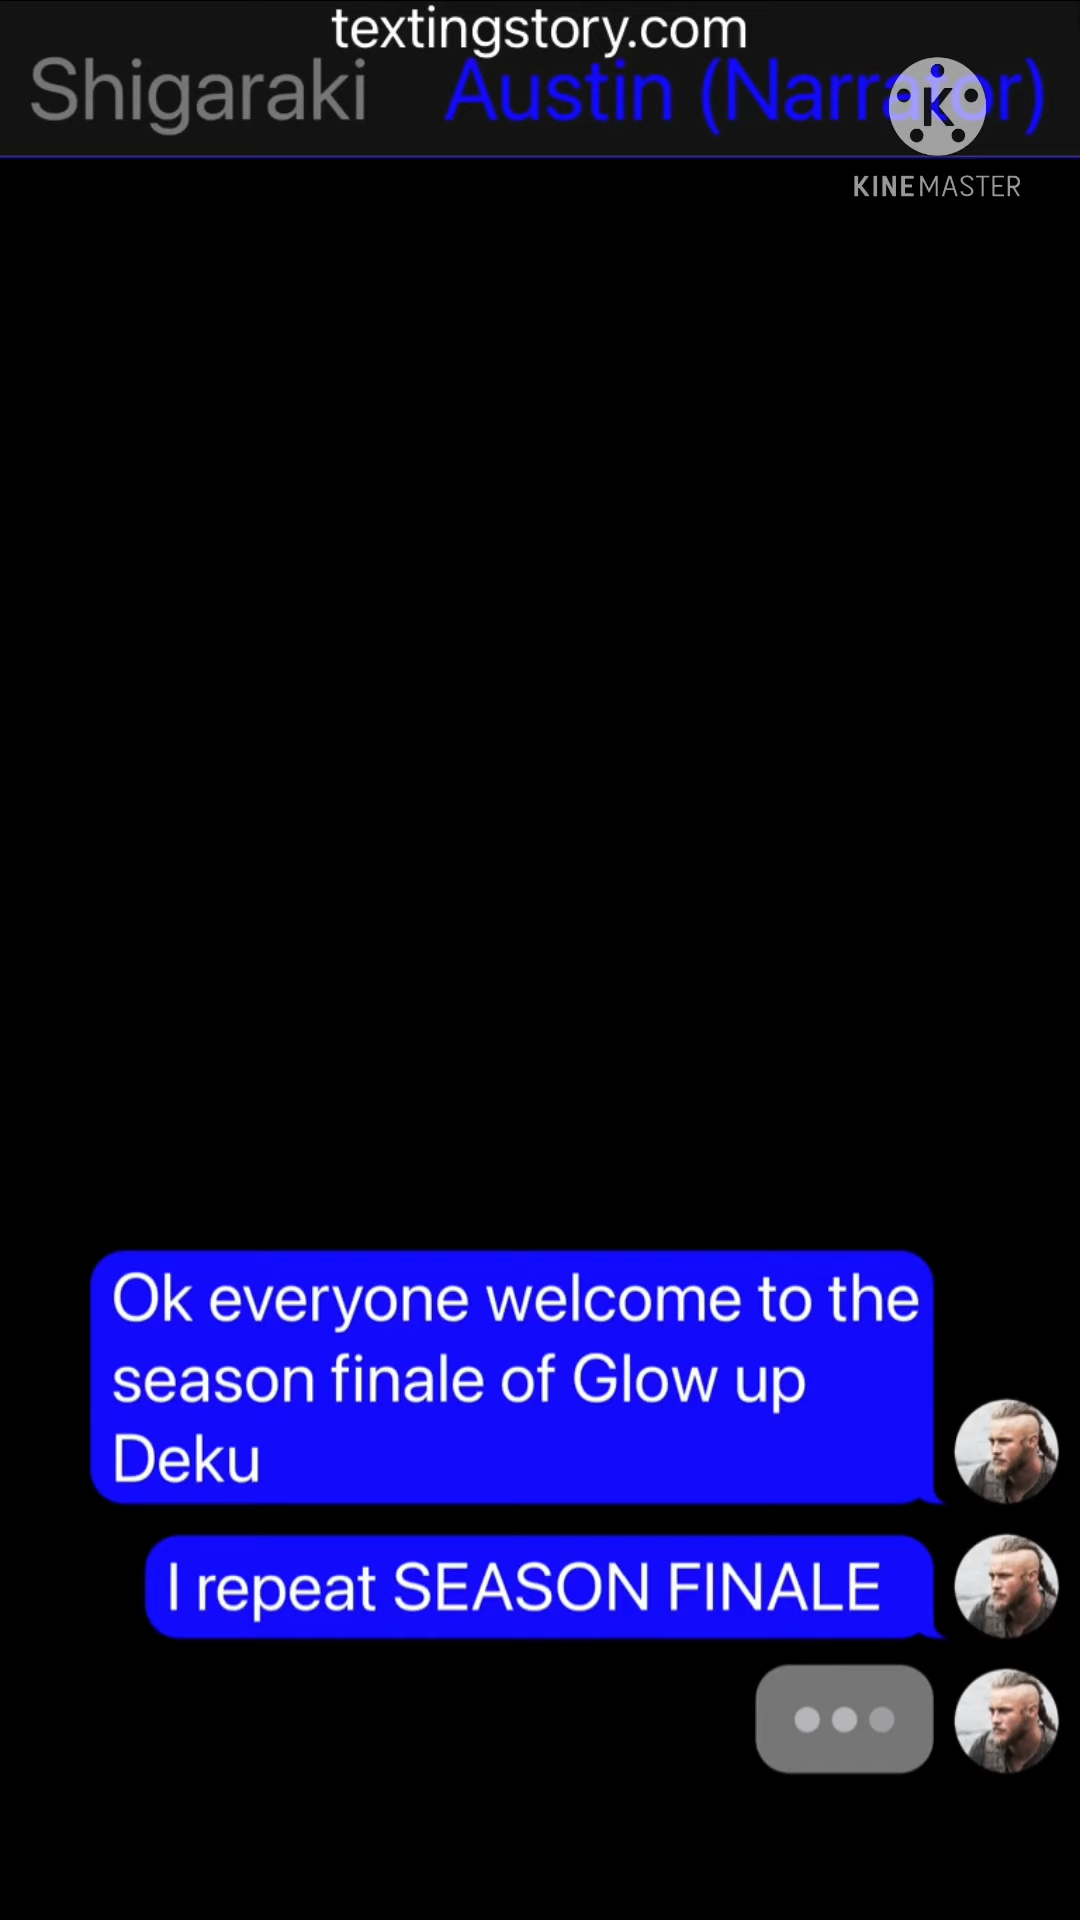 textingstory.com
Shigaraki Austin (Narrator)
K
KINEMASTER
Ok everyone welcome to the
season finale of Glow up
Deku
I repeat SEASON FINALE